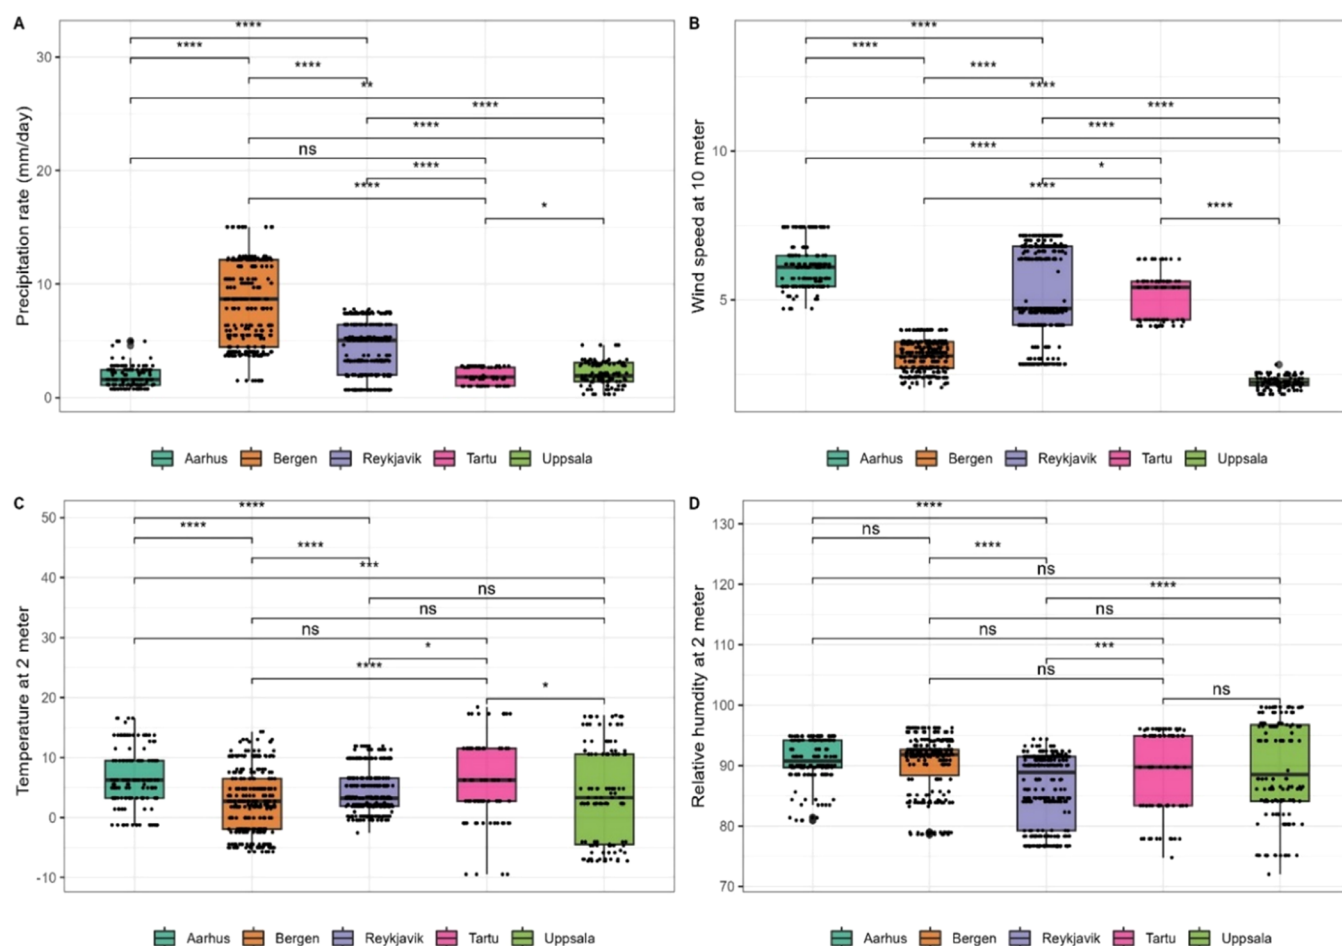 A
B
****
****
****
**
****
****
ns
****
****
*
30
20
10
0
Precipitation rate (mm/day)
****
****
****
****
****
****
****
*
****
****
10
5
Wind speed at 10 meter
Aarhus Bergen Reykjavik Tartu Uppsala
Aarhus Bergen Reykjavik Tartu Uppsala
C
D
****
****
****
***
ns
ns
ns
*
****
*
50
40
30
20
10
0
-10
Temperature at 2 meter
****
ns
****
ns
****
ns
ns
***
ns
ns
130
120
110
100
90
80
70
Relative humdity at 2 meter
Aarhus Bergen Reykjavik Tartu Uppsala
Aarhus Bergen Reykjavik Tartu Uppsala